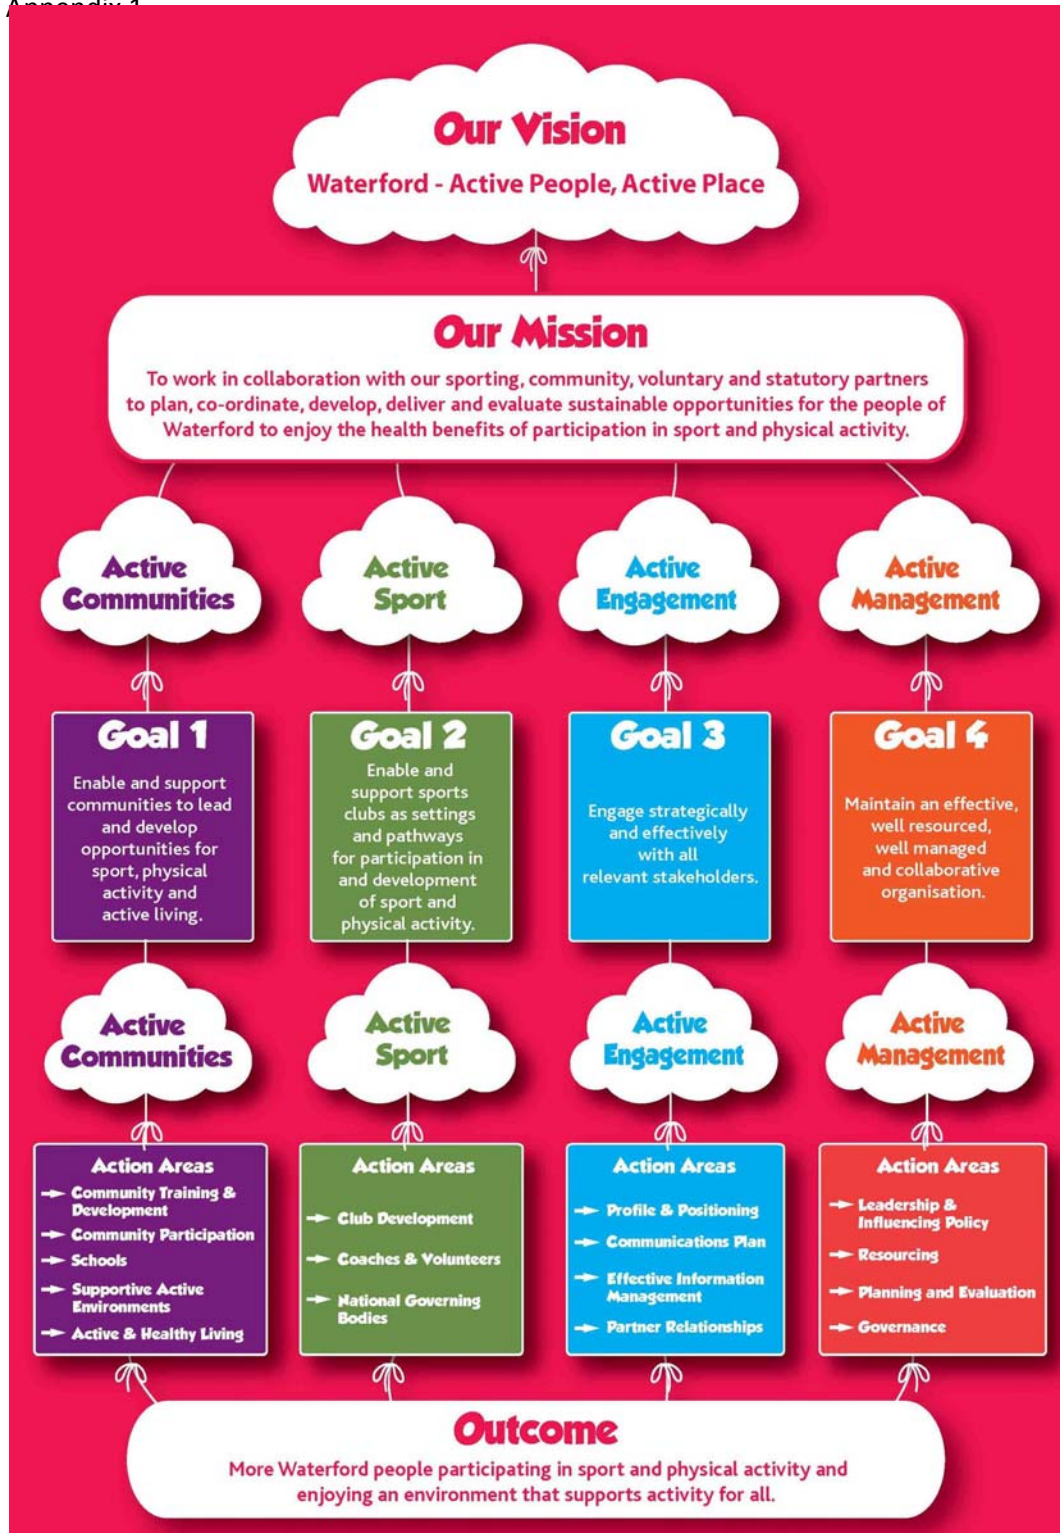 Appendix 1
Our Vision
Waterford - Active People, Active Place
Our Mission
To work in collaboration with our sporting, community, voluntary and statutory partners
to plan, co-ordinate, develop, deliver and evaluate sustainable opportunities for the people of
Waterford to enjoy the health benefits of participation in sport and physical activity.
Active
Communities
Active
Sport
Active
Engagement
Active
Management
Goal 1
Enable and support
communities to lead
and develop
opportunities for
sport, physical
activity and
active living.
Goal 2
Enable and
support sports
clubs as settings
and pathways
for participation in
and development
of sport and
physical activity.
Goal 3
Engage strategically
and effectively
with all
relevant stakeholders.
Goal 4
Maintain an effective,
well resourced,
well managed
and collaborative
organisation.
Active
Communities
Active
Sport
Active
Engagement
Active
Management
Action Areas
Community Training &
Development
Community Participation
Schools
Supportive Active
Environments
Active & Healthy Living
Action Areas
Club Development
Coaches & Volunteers
National Governing
Bodies
Action Areas
Profile & Positioning
Communications Plan
Effective Information
Management
Partner Relationships
Action Areas
Leadership &
Influencing Policy
Resourcing
Planning and Evaluation
Governance
Outcome
More Waterford people participating in sport and physical activity and
enjoying an environment that supports activity for all.